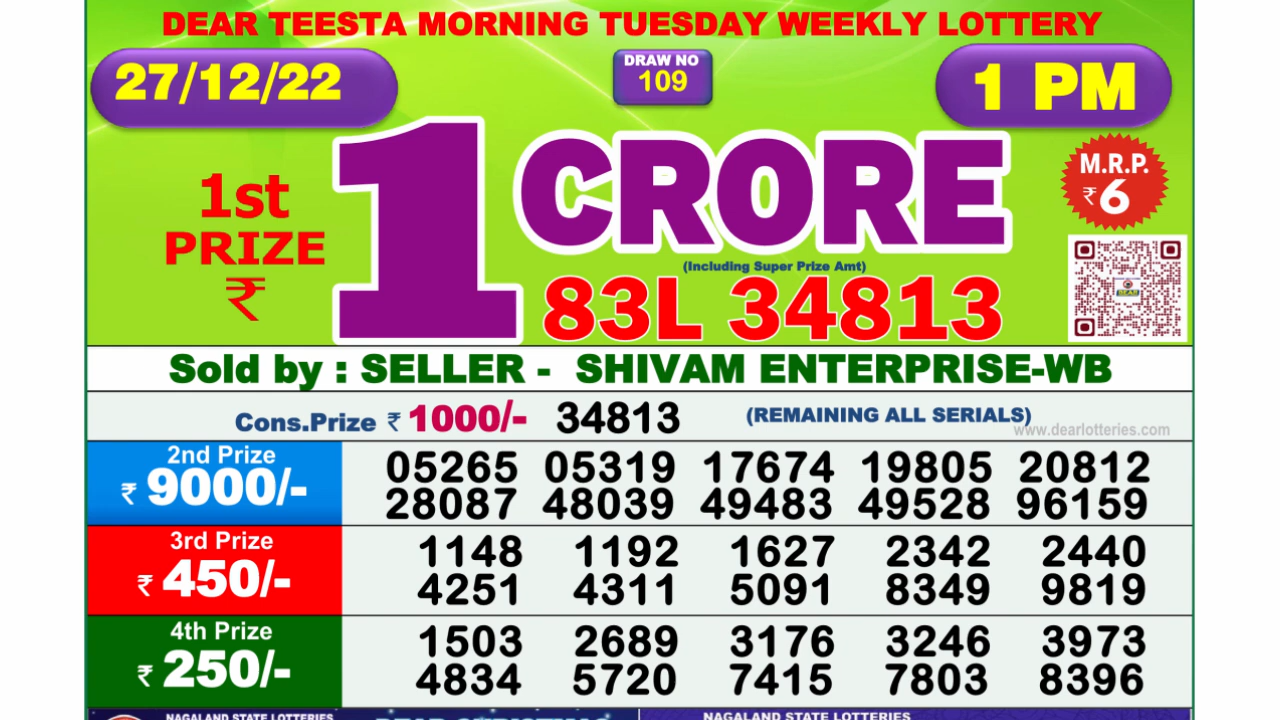 DEAR TEESTA MORNING TUESDAY WEEKLY LOTTERY
27/12/22
DRAW NO
109
1 PM
1st
PRIZE
₹
1 CRORE
(Including Super Prize Amt)
83L 34813
M.R.P.
₹ 6
DEAR
Sold by : SELLER - SHIVAM ENTERPRISE-WB
Cons.Prize ₹ 1000/- 34813 (REMAINING ALL SERIALS)
www.dearlotteries.com
2nd Prize
₹ 9000/-
05265 05319 17674 19805 20812
28087 48039 49483 49528 96159
3rd Prize
₹ 450/-
1148 1192 1627 2342 2440
4251 4311 5091 8349 9819
4th Prize
₹ 250/-
1503 2689 3176 3246 3973
4834 5720 7415 7803 8396
NAGALAND STATE LOTTERIES
DEAR CHRISTMAS
NAGALAND STATE LOTTERIES